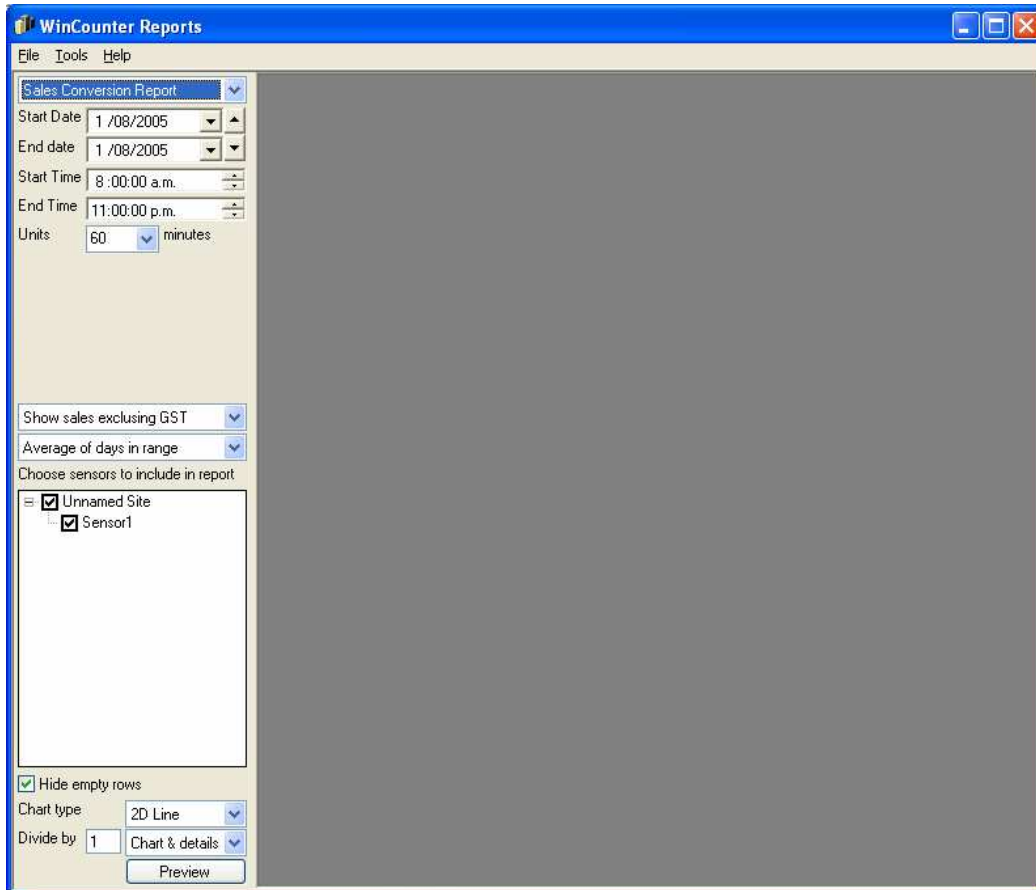 WinCounter Reports
File Tools Help
Sales Conversion Report
Start Date 1 /08/2005
End date 1 /08/2005
Start Time 8 :00:00 a.m.
End Time 11:00:00 p.m.
Units 60 minutes
Show sales exclusing GST
Average of days in range
Choose sensors to include in report
Unnamed Site
Sensor1
Hide empty rows
Chart type 2D Line
Divide by 1 Chart & details
Preview